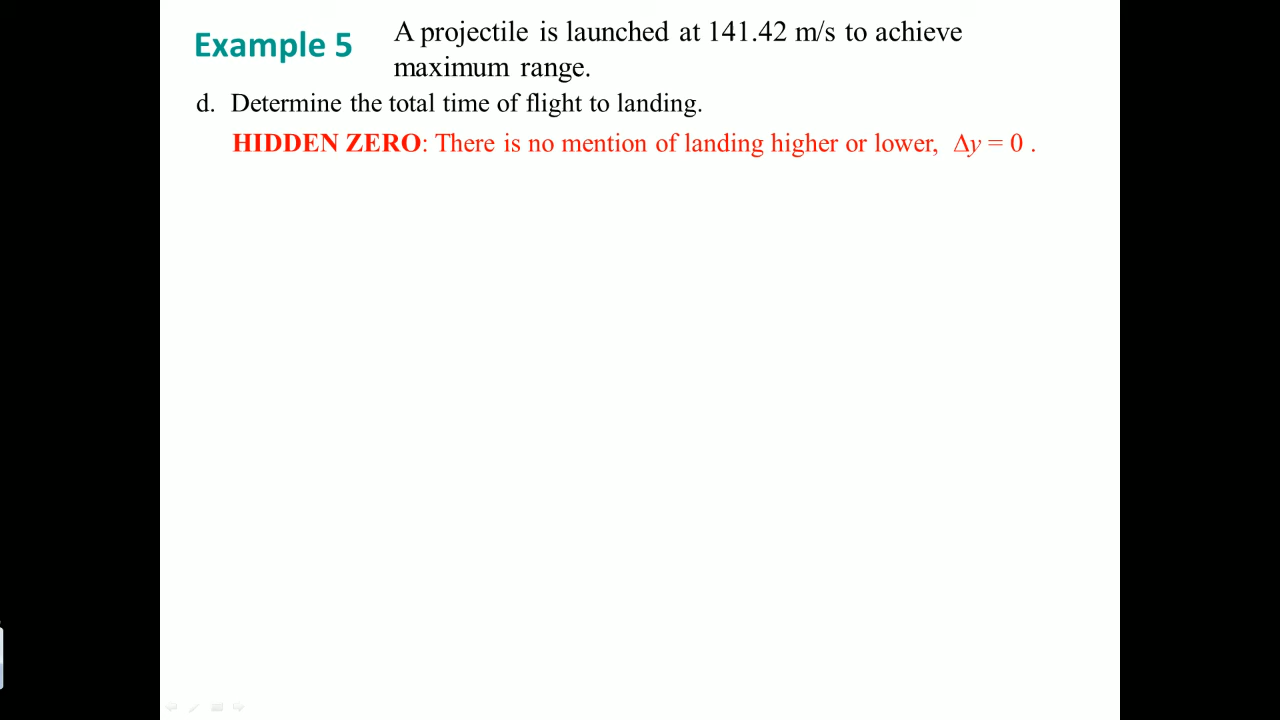 Example 5
A projectile is launched at 141.42 m/s to achieve
maximum range.
d. Determine the total time of flight to landing.
HIDDEN ZERO: There is no mention of landing higher or lower, Δy = 0 .